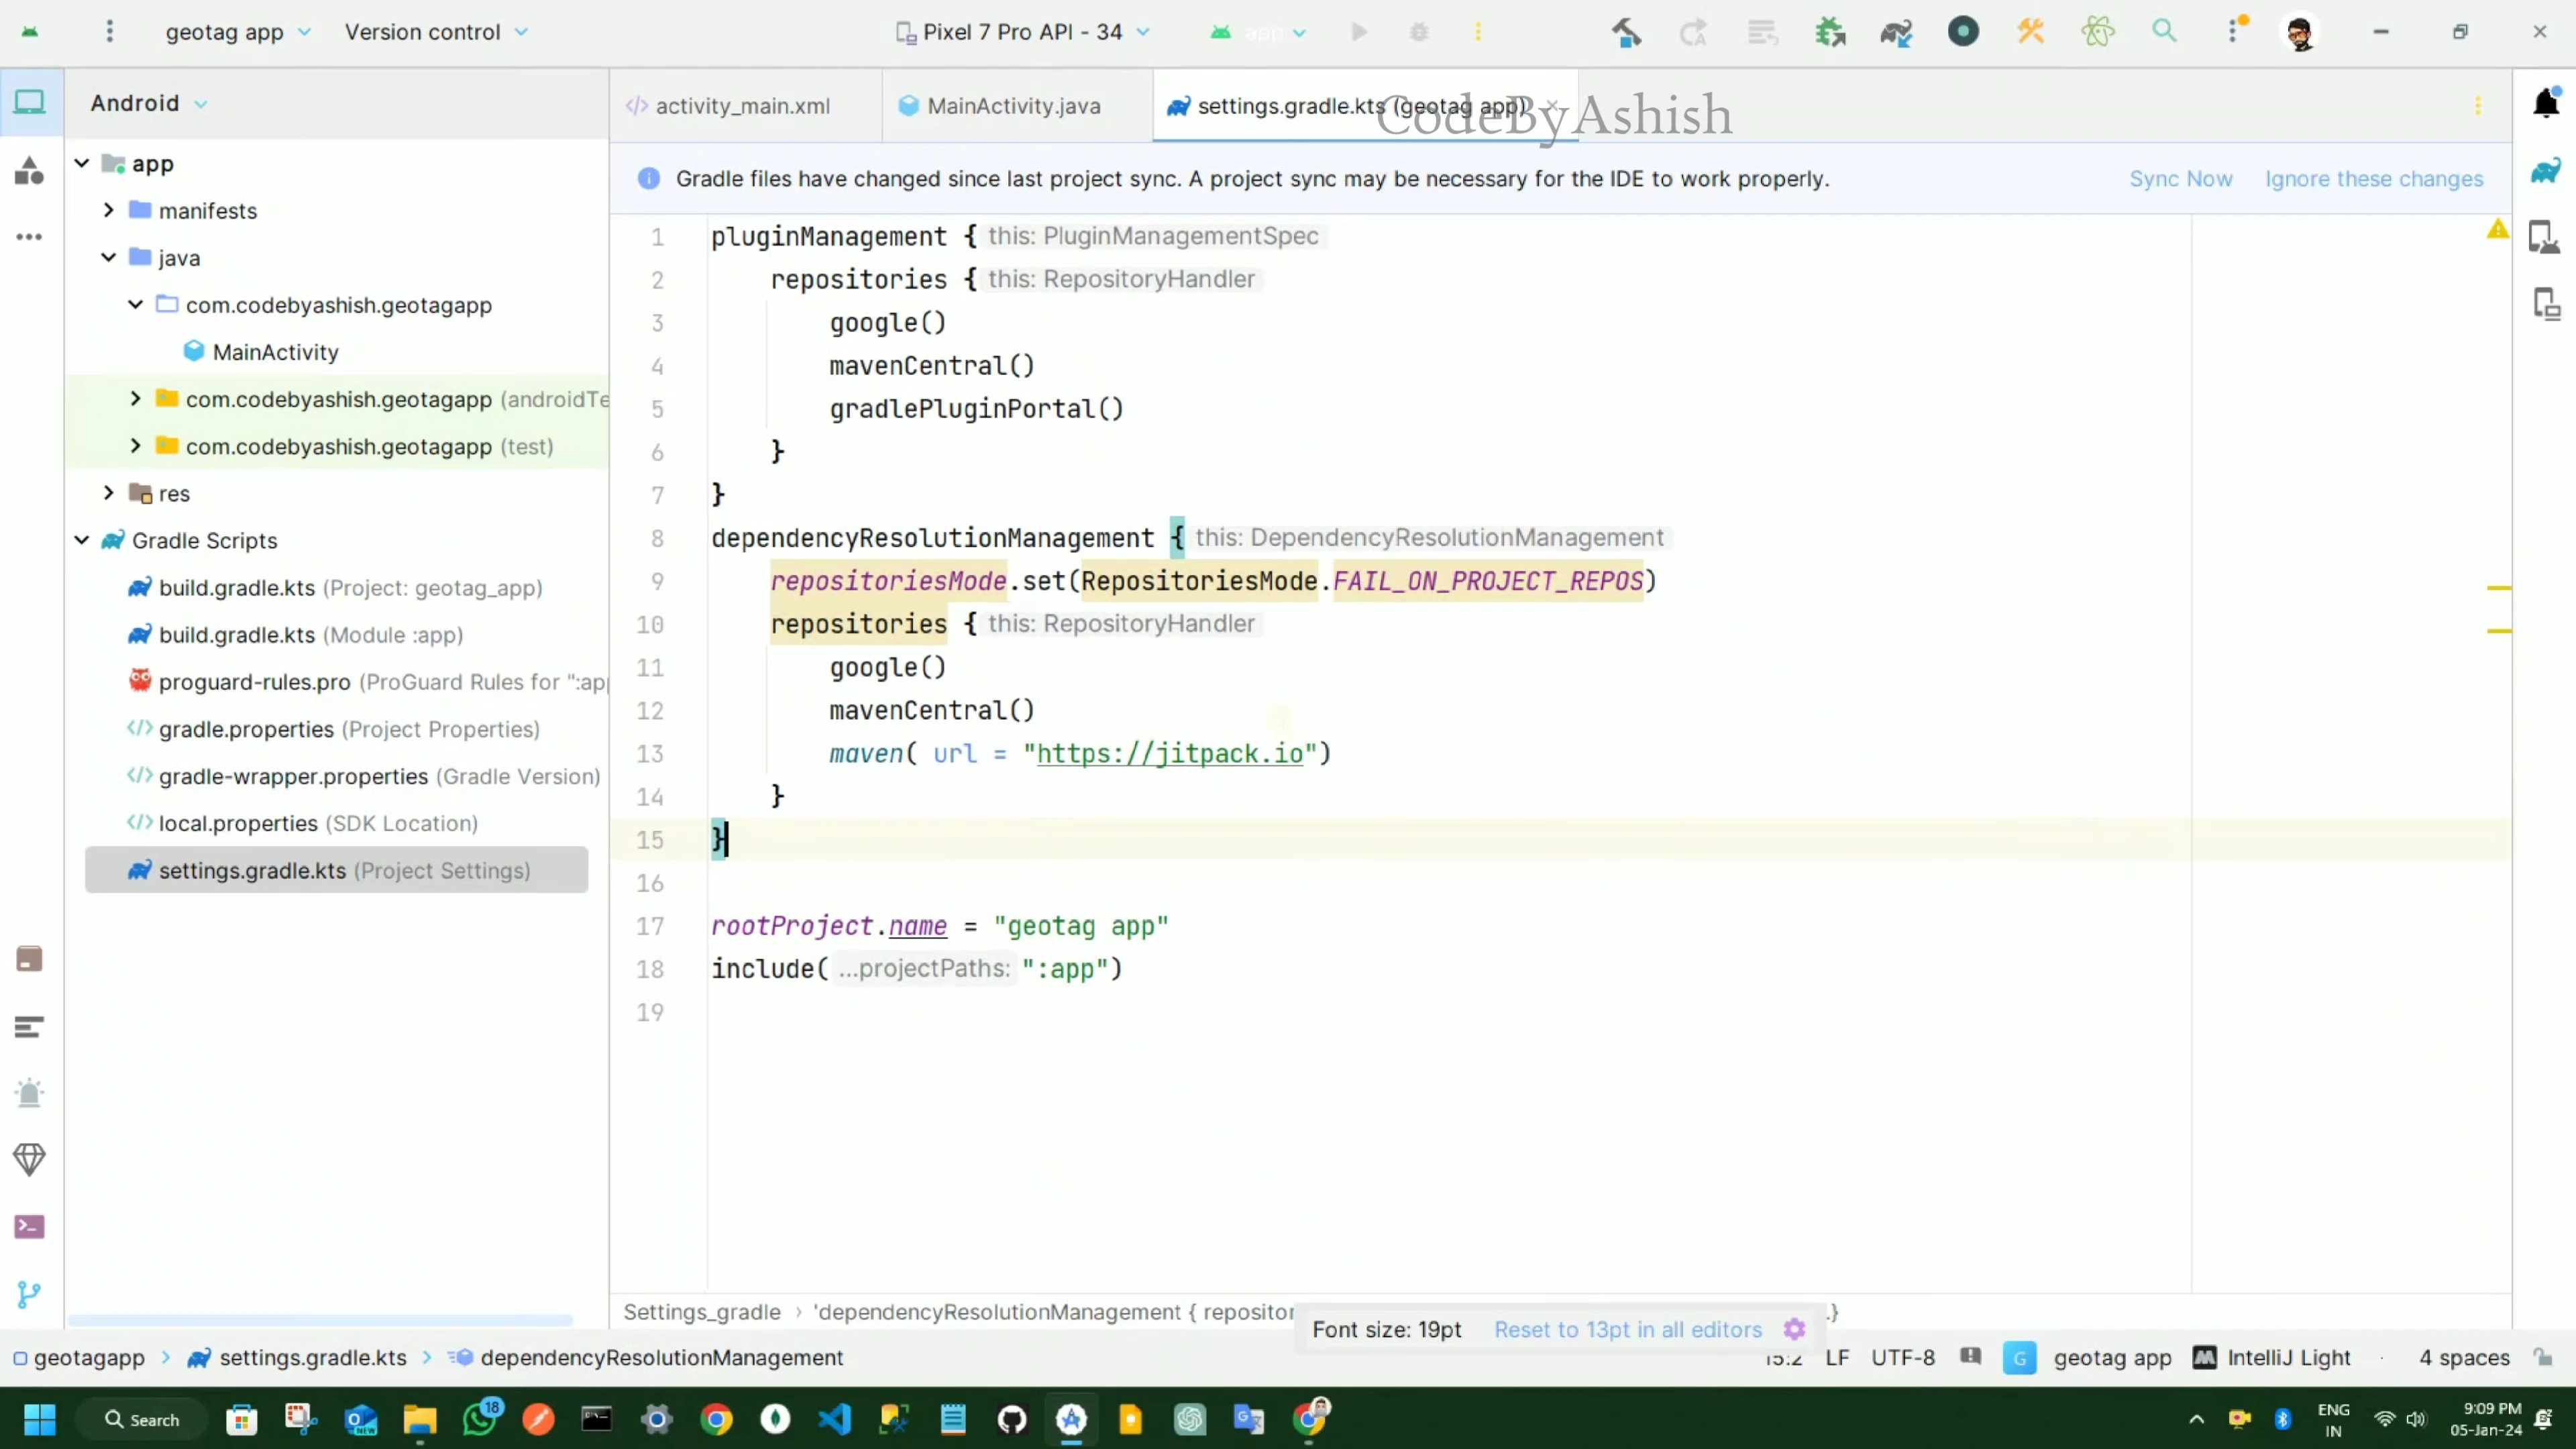 geotag app
Version control
Pixel 7 Pro API - 34
app
Android
activity_main.xml
MainActivity.java
settings.gradle.kts (geotag app)
CodeByAshish
Gradle files have changed since last project sync. A project sync may be necessary for the IDE to work properly.
Sync Now
Ignore these changes
app
manifests
java
com.codebyashish.geotagapp
MainActivity
com.codebyashish.geotagapp (androidTe
com.codebyashish.geotagapp (test)
res
Gradle Scripts
build.gradle.kts (Project: geotag_app)
build.gradle.kts (Module :app)
proguard-rules.pro (ProGuard Rules for ":app
gradle.properties (Project Properties)
gradle-wrapper.properties (Gradle Version)
local.properties (SDK Location)
settings.gradle.kts (Project Settings)
1 pluginManagement { this: PluginManagementSpec
2 repositories { this: RepositoryHandler
3 google()
4 mavenCentral()
5 gradlePluginPortal()
6 }
7 }
8 dependencyResolutionManagement { this: DependencyResolutionManagement
9 repositoriesMode.set(RepositoriesMode.FAIL_ON_PROJECT_REPOS)
10 repositories { this: RepositoryHandler
11 google()
12 mavenCentral()
13 maven( url = "https://jitpack.io")
14 }
15 }
16
17 rootProject.name = "geotag app"
18 include( ...projectPaths: ":app")
19
Settings_gradle › 'dependencyResolutionManagement { repositor
.}
Font size: 19pt Reset to 13pt in all editors
geotagapp › settings.gradle.kts › dependencyResolutionManagement
15:2 LF UTF-8 G geotag app IntelliJ Light 4 spaces
Search
NEW
18
ENG
IN
9:09 PM
05-Jan-24